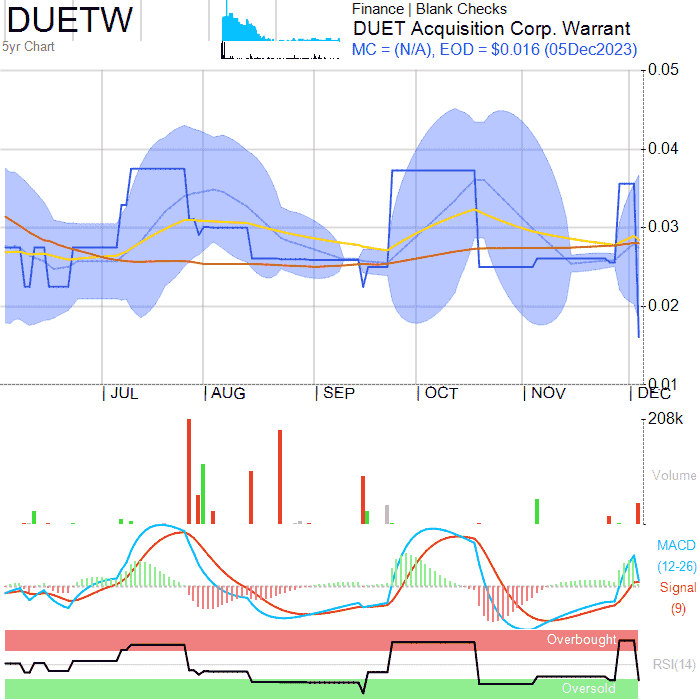 DUETW
5yr Chart
Finance | Blank Checks
DUET Acquisition Corp. Warrant
MC = (N/A), EOD = $0.016 (05Dec2023)
0.05
0.04
0.03
0.02
0.01
JUL AUG SEP OCT NOV DEC
208k
Volume
MACD
(12-26)
Signal
(9)
Overbought
RSI(14)
Oversold